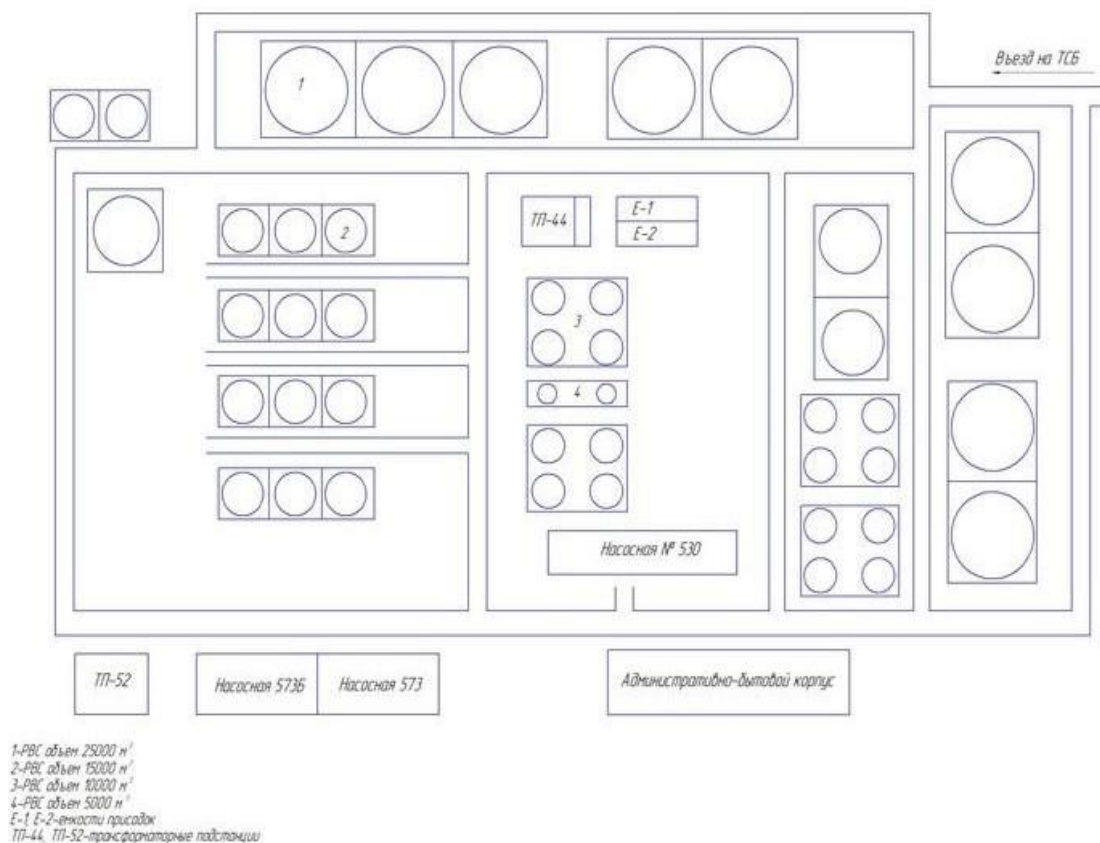 Въезд на ТСБ
1
2
ТП-44
Е-1
Е-2
3
4
Насосная № 530
ТП-52
Насосная 573Б
Насосная 573
Административно-бытовой корпус
1-РВС объем 25000 м³
2-РВС объем 15000 м³
3-РВС объем 10000 м³
4-РВС объем 5000 м³
Е-1, Е-2-емкости присадок
ТП-44, ТП-52-трансформаторные подстанции